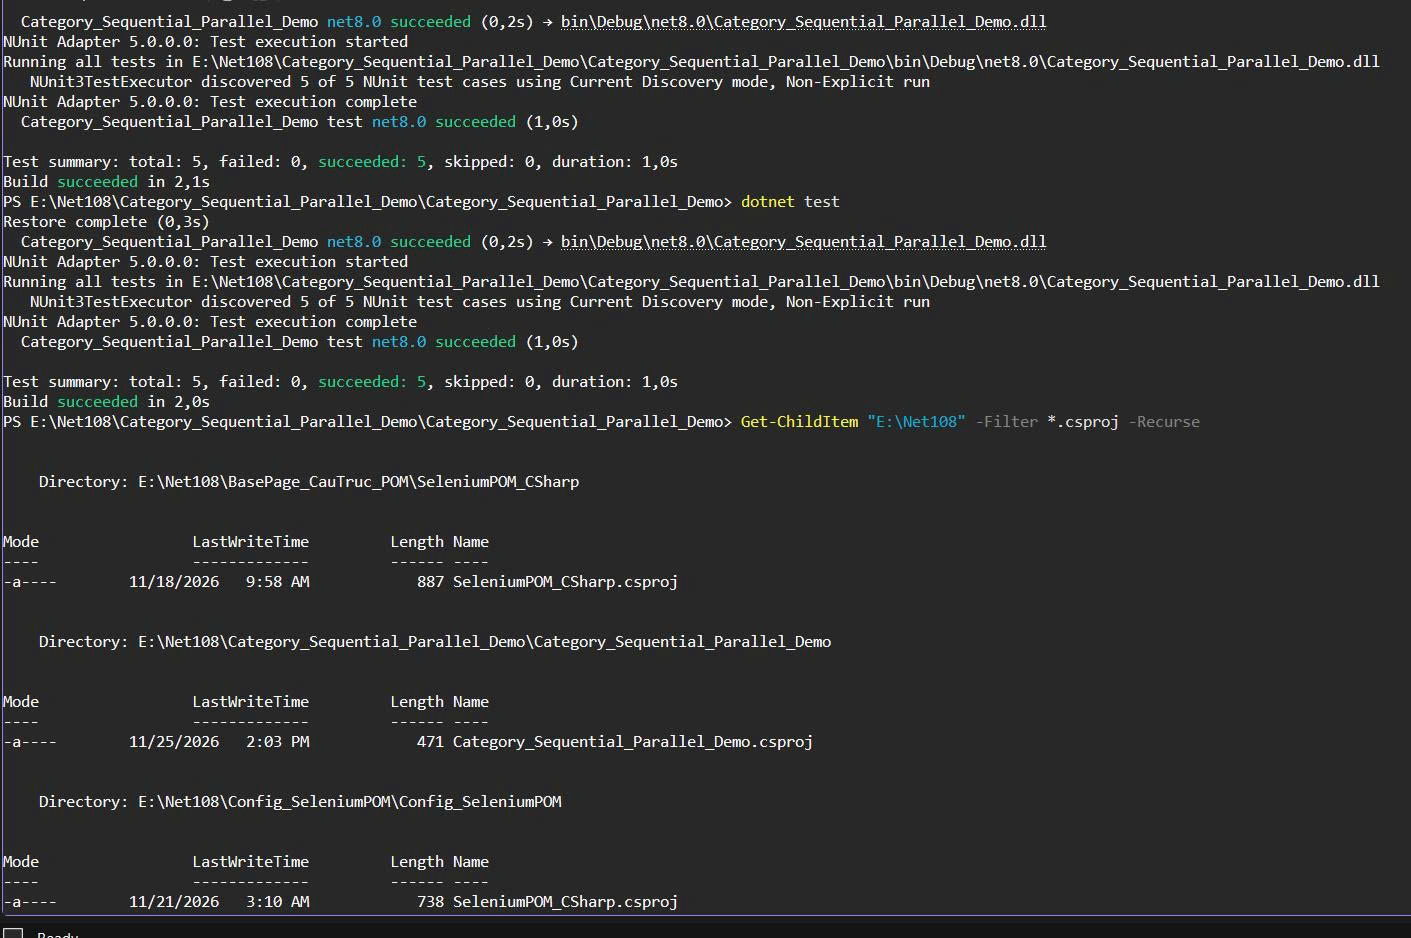 Category_Sequential_Parallel_Demo net8.0 succeeded (0,2s) → bin\Debug\net8.0\Category_Sequential_Parallel_Demo.dll
NUnit Adapter 5.0.0.0: Test execution started
Running all tests in E:\Net108\Category_Sequential_Parallel_Demo\Category_Sequential_Parallel_Demo\bin\Debug\net8.0\Category_Sequential_Parallel_Demo.dll
NUnit3TestExecutor discovered 5 of 5 NUnit test cases using Current Discovery mode, Non-Explicit run
NUnit Adapter 5.0.0.0: Test execution complete
Category_Sequential_Parallel_Demo test net8.0 succeeded (1,0s)
Test summary: total: 5, failed: 0, succeeded: 5, skipped: 0, duration: 1,0s
Build succeeded in 2,1s
PS E:\Net108\Category_Sequential_Parallel_Demo\Category_Sequential_Parallel_Demo> dotnet test
Restore complete (0,3s)
Category_Sequential_Parallel_Demo net8.0 succeeded (0,2s) → bin\Debug\net8.0\Category_Sequential_Parallel_Demo.dll
NUnit Adapter 5.0.0.0: Test execution started
Running all tests in E:\Net108\Category_Sequential_Parallel_Demo\Category_Sequential_Parallel_Demo\bin\Debug\net8.0\Category_Sequential_Parallel_Demo.dll
NUnit3TestExecutor discovered 5 of 5 NUnit test cases using Current Discovery mode, Non-Explicit run
NUnit Adapter 5.0.0.0: Test execution complete
Category_Sequential_Parallel_Demo test net8.0 succeeded (1,0s)
Test summary: total: 5, failed: 0, succeeded: 5, skipped: 0, duration: 1,0s
Build succeeded in 2,0s
PS E:\Net108\Category_Sequential_Parallel_Demo\Category_Sequential_Parallel_Demo> Get-ChildItem "E:\Net108" -Filter *.csproj -Recurse
Directory: E:\Net108\BasePage_CauTruc_POM\SeleniumPOM_CSharp
Mode LastWriteTime Length Name
---- ------------- ------ ----
-a---- 11/18/2026 9:58 AM 887 SeleniumPOM_CSharp.csproj
Directory: E:\Net108\Category_Sequential_Parallel_Demo\Category_Sequential_Parallel_Demo
Mode LastWriteTime Length Name
---- ------------- ------ ----
-a---- 11/25/2026 2:03 PM 471 Category_Sequential_Parallel_Demo.csproj
Directory: E:\Net108\Config_SeleniumPOM\Config_SeleniumPOM
Mode LastWriteTime Length Name
---- ------------- ------ ----
-a---- 11/21/2026 3:10 AM 738 SeleniumPOM_CSharp.csproj
Ready